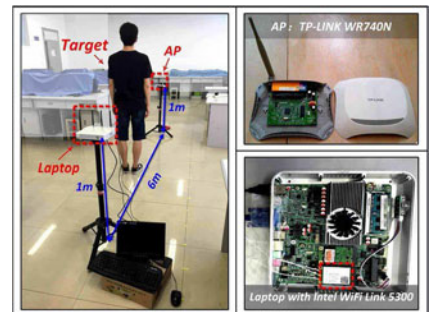 Target
AP
1m
Laptop
6m
1m
AP : TP-LINK WR740N
Laptop with Intel WiFi Link 5300